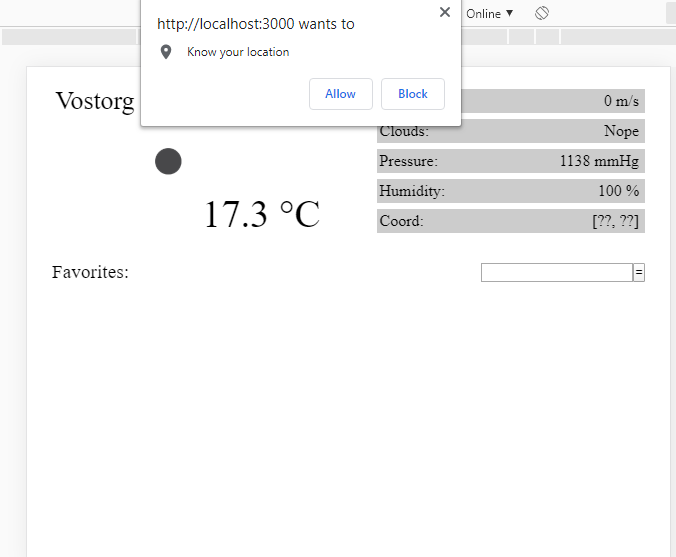 Online ▼
http://localhost:3000 wants to
Know your location
Allow
Block
Vostorg
0 m/s
Clouds: Nope
Pressure: 1138 mmHg
17.3 °C
Humidity: 100 %
Coord: [??, ??]
Favorites:
=